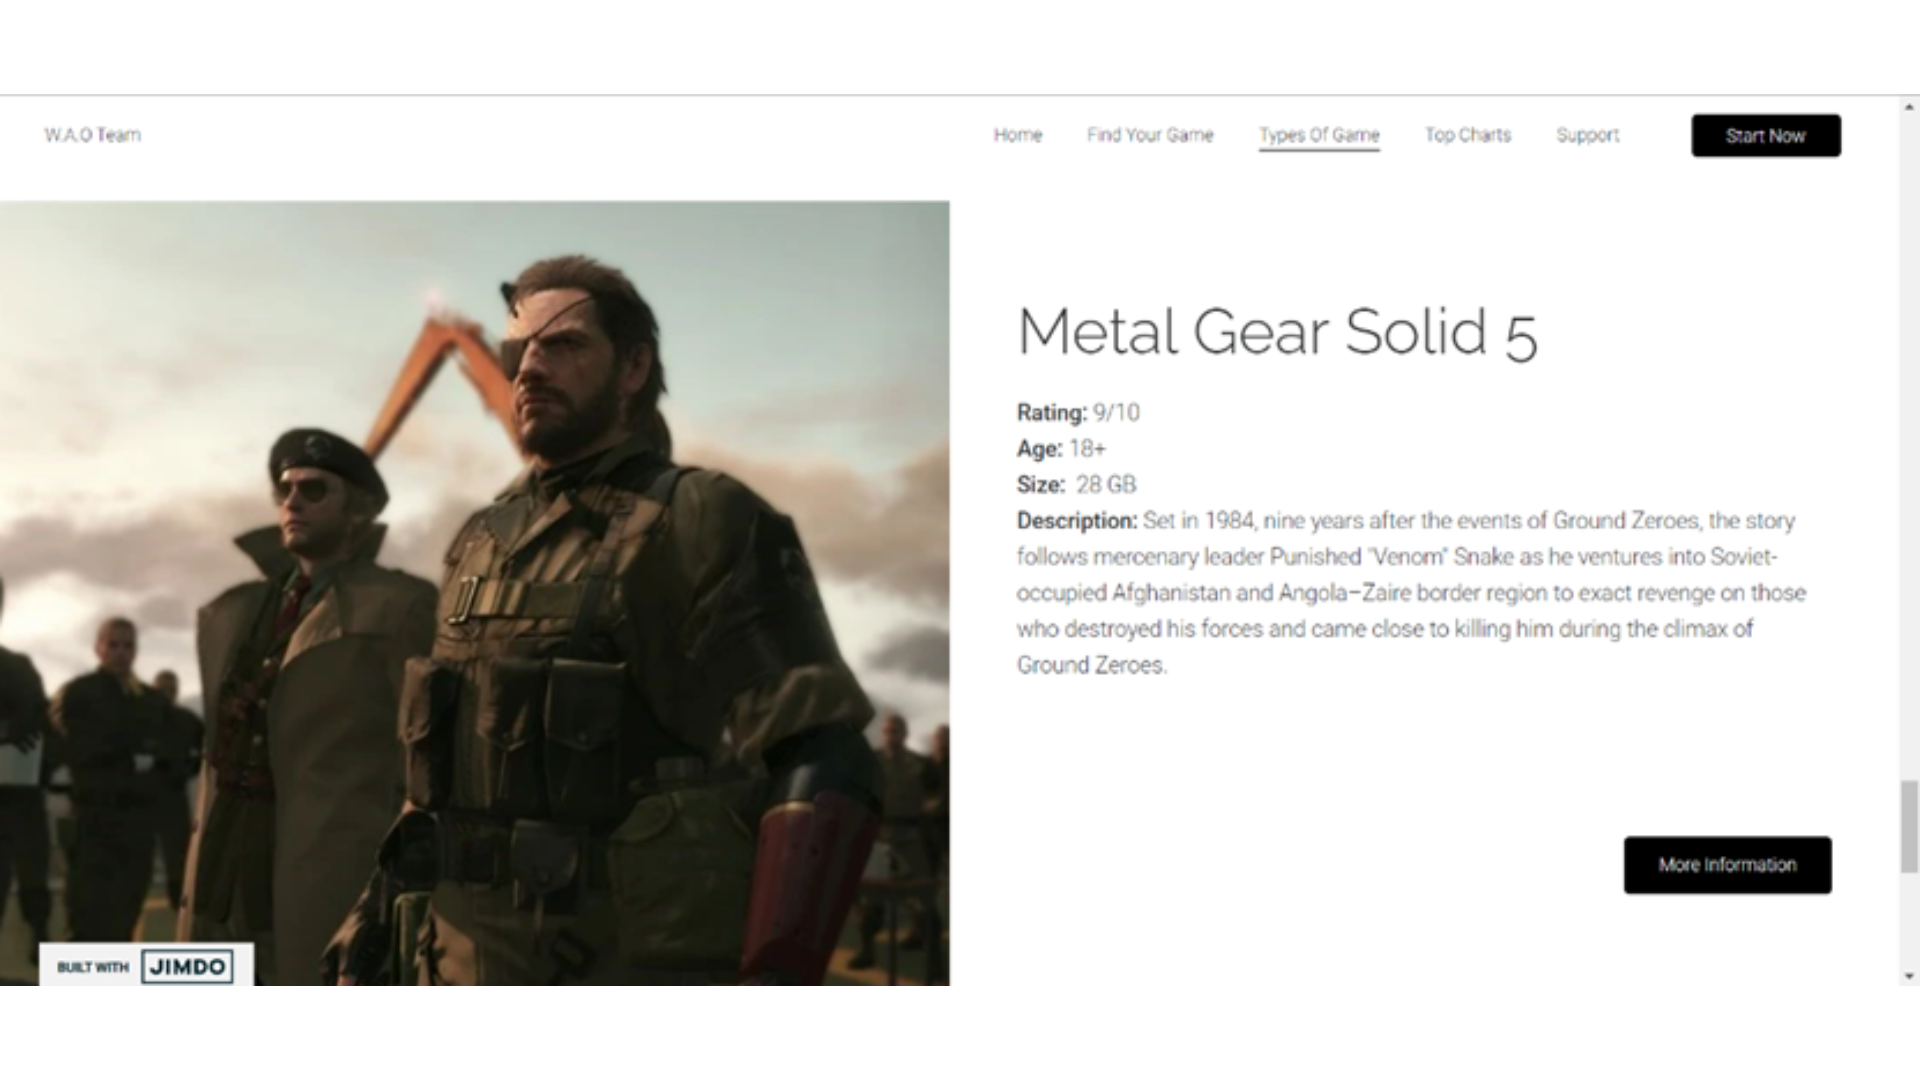 W.A.O Team
Home
Find Your Game
Types Of Game
Top Charts
Support
Start Now
Metal Gear Solid 5
Rating: 9/10
Age: 18+
Size: 28 GB
Description: Set in 1984, nine years after the events of Ground Zeroes, the story
follows mercenary leader Punished "Venom" Snake as he ventures into Soviet-
occupied Afghanistan and Angola–Zaire border region to exact revenge on those
who destroyed his forces and came close to killing him during the climax of
Ground Zeroes.
More Information
BUILT WITH JIMDO